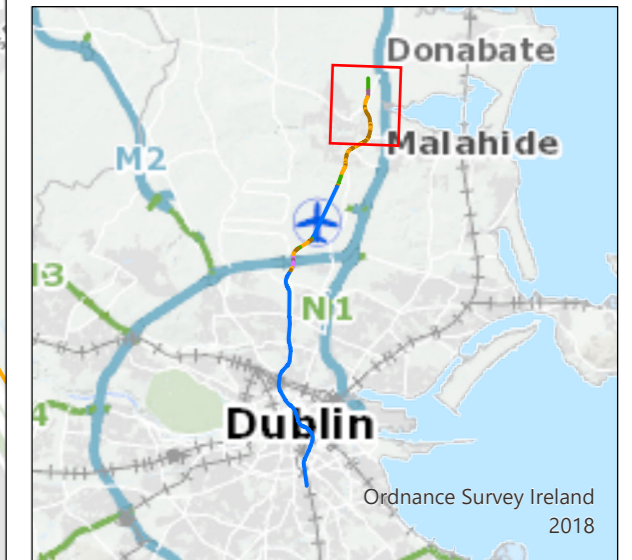 Donabate
M2
Malahide
N1
Dublin
Ordnance Survey Ireland
2018